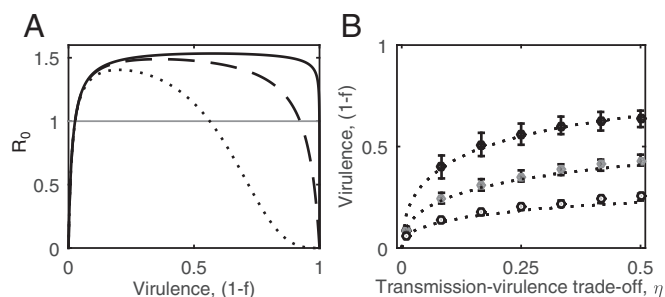 A
B
1.5
1
0.5
0
R₀
0
0.5
1
Virulence, (1-f)
1
0.5
0
Virulence, (1-f)
0
0.25
0.5
Transmission-virulence trade-off, η